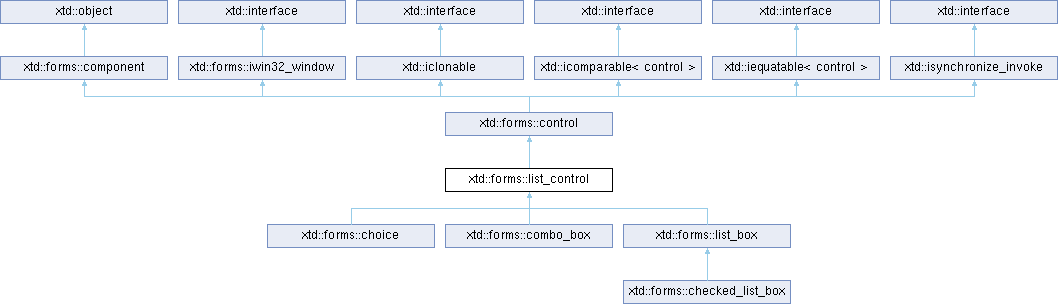 xtd::object
xtd::interface
xtd::interface
xtd::interface
xtd::interface
xtd::interface
xtd::forms::component
xtd::forms::iwin32_window
xtd::iclonable
xtd::icomparable< control >
xtd::iequatable< control >
xtd::isynchronize_invoke
xtd::forms::control
xtd::forms::list_control
xtd::forms::choice
xtd::forms::combo_box
xtd::forms::list_box
xtd::forms::checked_list_box